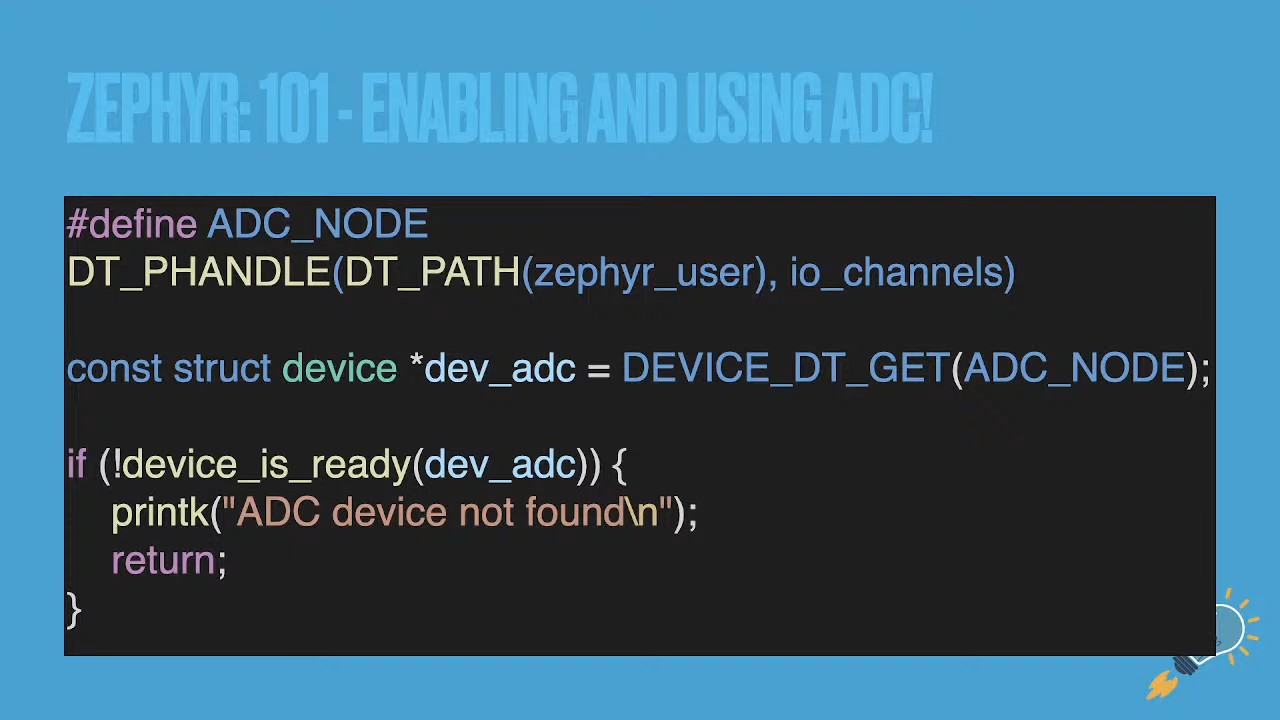 ZEPHYR: 101 - ENABLING AND USING ADC!
#define ADC_NODE
DT_PHANDLE(DT_PATH(zephyr_user), io_channels)
const struct device *dev_adc = DEVICE_DT_GET(ADC_NODE);
if (!device_is_ready(dev_adc)) {
    printk("ADC device not found\n");
    return;
}